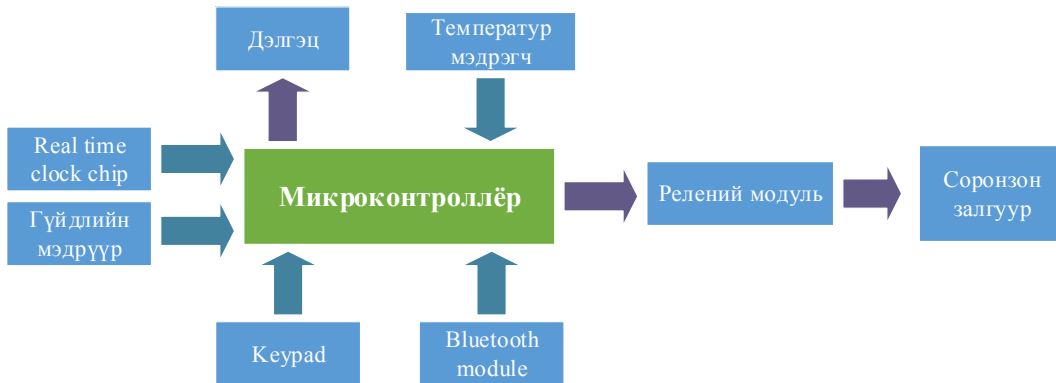 Дэлгэц
Температур
мэдрэгч
Real time
clock chip
Гүйдлийн
мэдрүүр
Микроконтроллёр
Релений модуль
Соронзон
залгуур
Keypad
Bluetooth
module